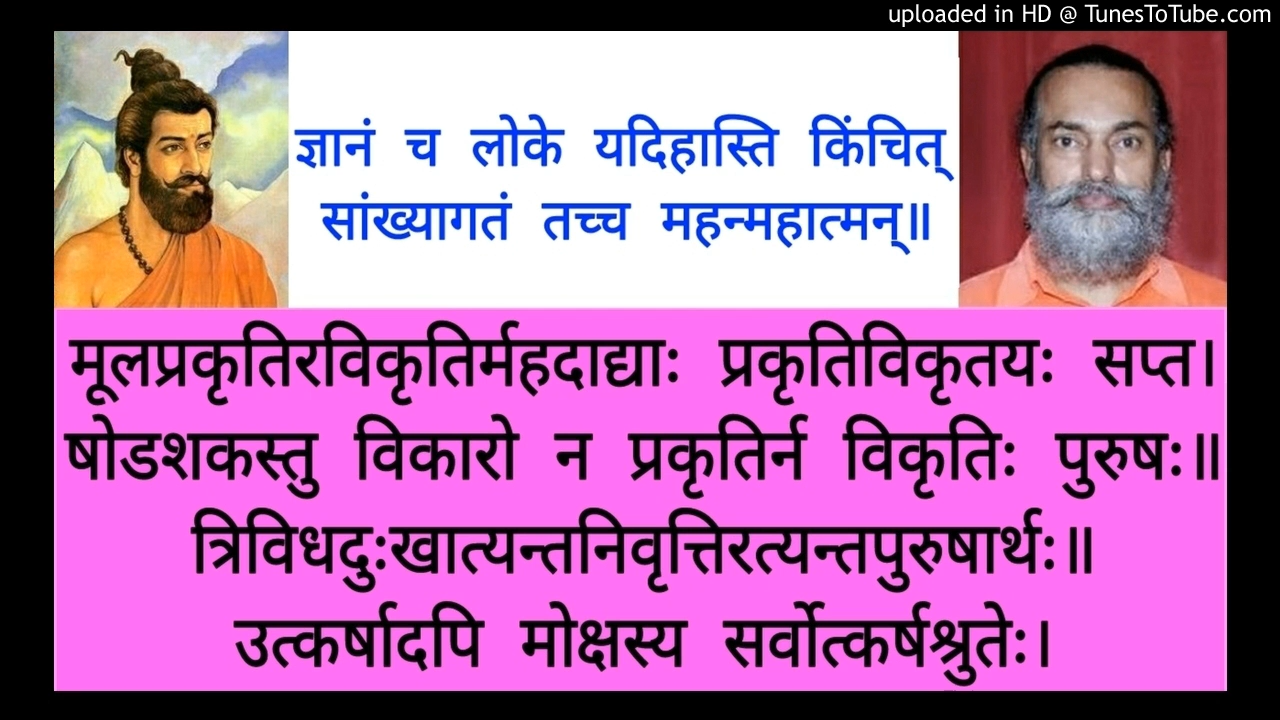 uploaded in HD @ TunesToTube.com
ज्ञानं च लोके यदिहास्ति किंचित्
सांख्यागतं तच्च महन्महात्मन्॥
मूलप्रकृतिरविकृतिर्महदाद्याः प्रकृतिविकृतयः सप्त।
षोडशकस्तु विकारो न प्रकृतिर्न विकृतिः पुरुषः॥
त्रिविधदुःखात्यन्तनिवृत्तिरत्यन्तपुरुषार्थः॥
उत्कर्षादपि मोक्षस्य सर्वोत्कर्षश्रुतेः।